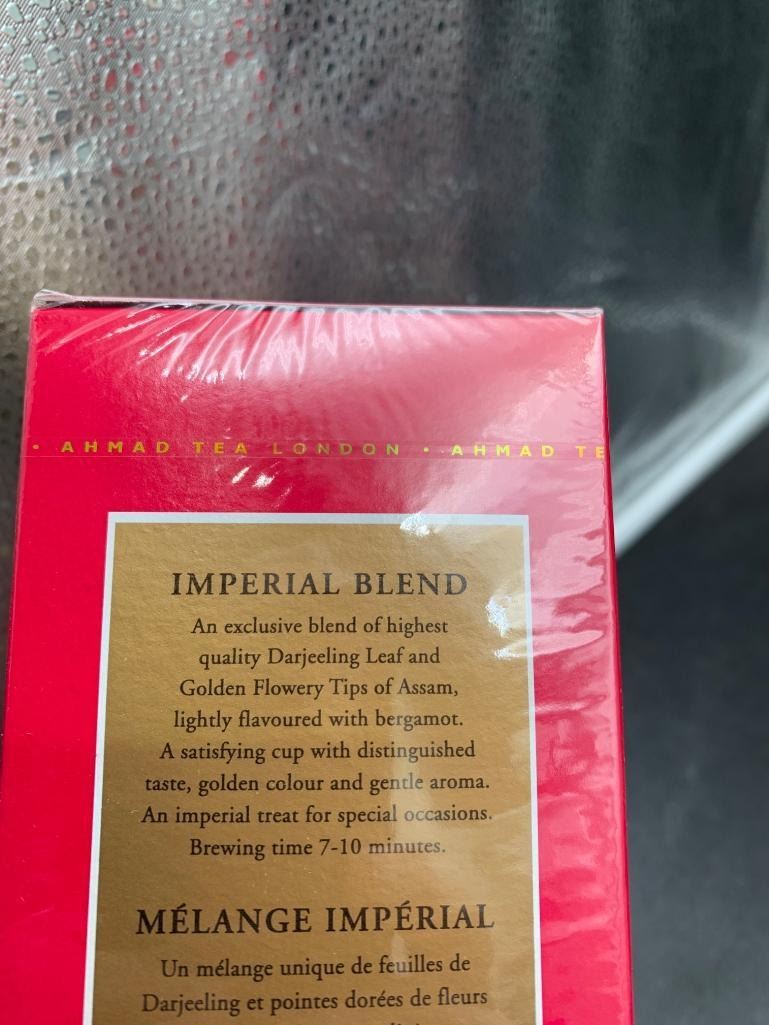 • AHMAD TEA LONDON • AHMAD TE
IMPERIAL BLEND
An exclusive blend of highest
quality Darjeeling Leaf and
Golden Flowery Tips of Assam,
lightly flavoured with bergamot.
A satisfying cup with distinguished
taste, golden colour and gentle aroma.
An imperial treat for special occasions.
Brewing time 7-10 minutes.
MÉLANGE IMPÉRIAL
Un mélange unique de feuilles de
Darjeeling et pointes dorées de fleurs